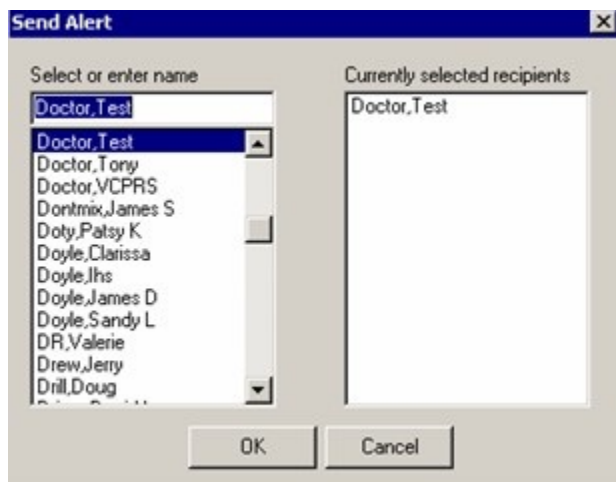 Send Alert
Select or enter name
Doctor,Test
Doctor,Test
Doctor,Tony
Doctor,VCPRS
Dontmix,James S
Doty,Patsy K
Doyle,Clarissa
Doyle,Ihs
Doyle,James D
Doyle,Sandy L
DR,Valerie
Drew,Jerry
Drill,Doug
Currently selected recipients
Doctor,Test
OK
Cancel